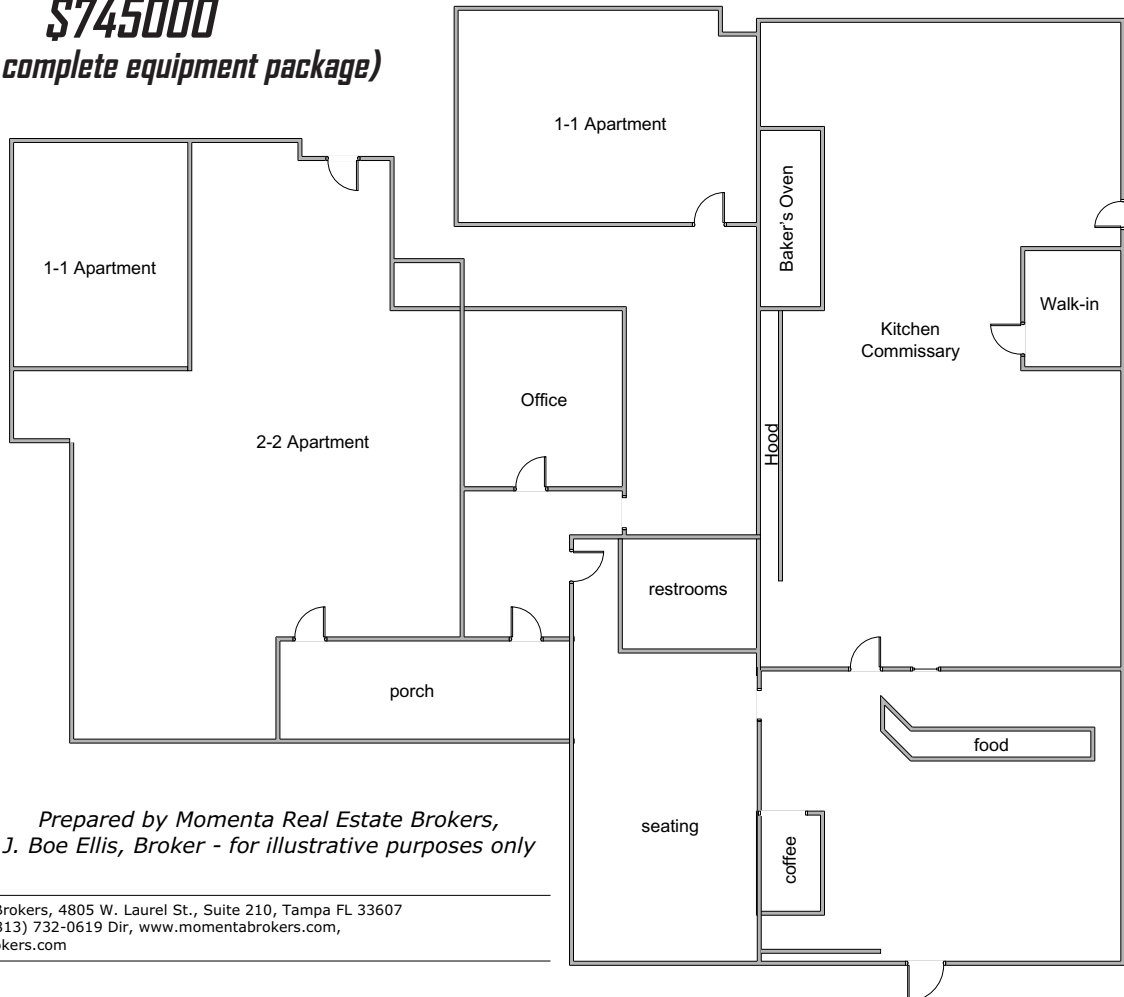 $745000
complete equipment package)
1-1 Apartment
Baker's Oven
1-1 Apartment
Walk-in
Kitchen
Commissary
Office
Hood
2-2 Apartment
restrooms
porch
food
seating
coffee
Prepared by Momenta Real Estate Brokers,
J. Boe Ellis, Broker - for illustrative purposes only
Brokers, 4805 W. Laurel St., Suite 210, Tampa FL 33607
813) 732-0619 Dir, www.momentabrokers.com,
okers.com